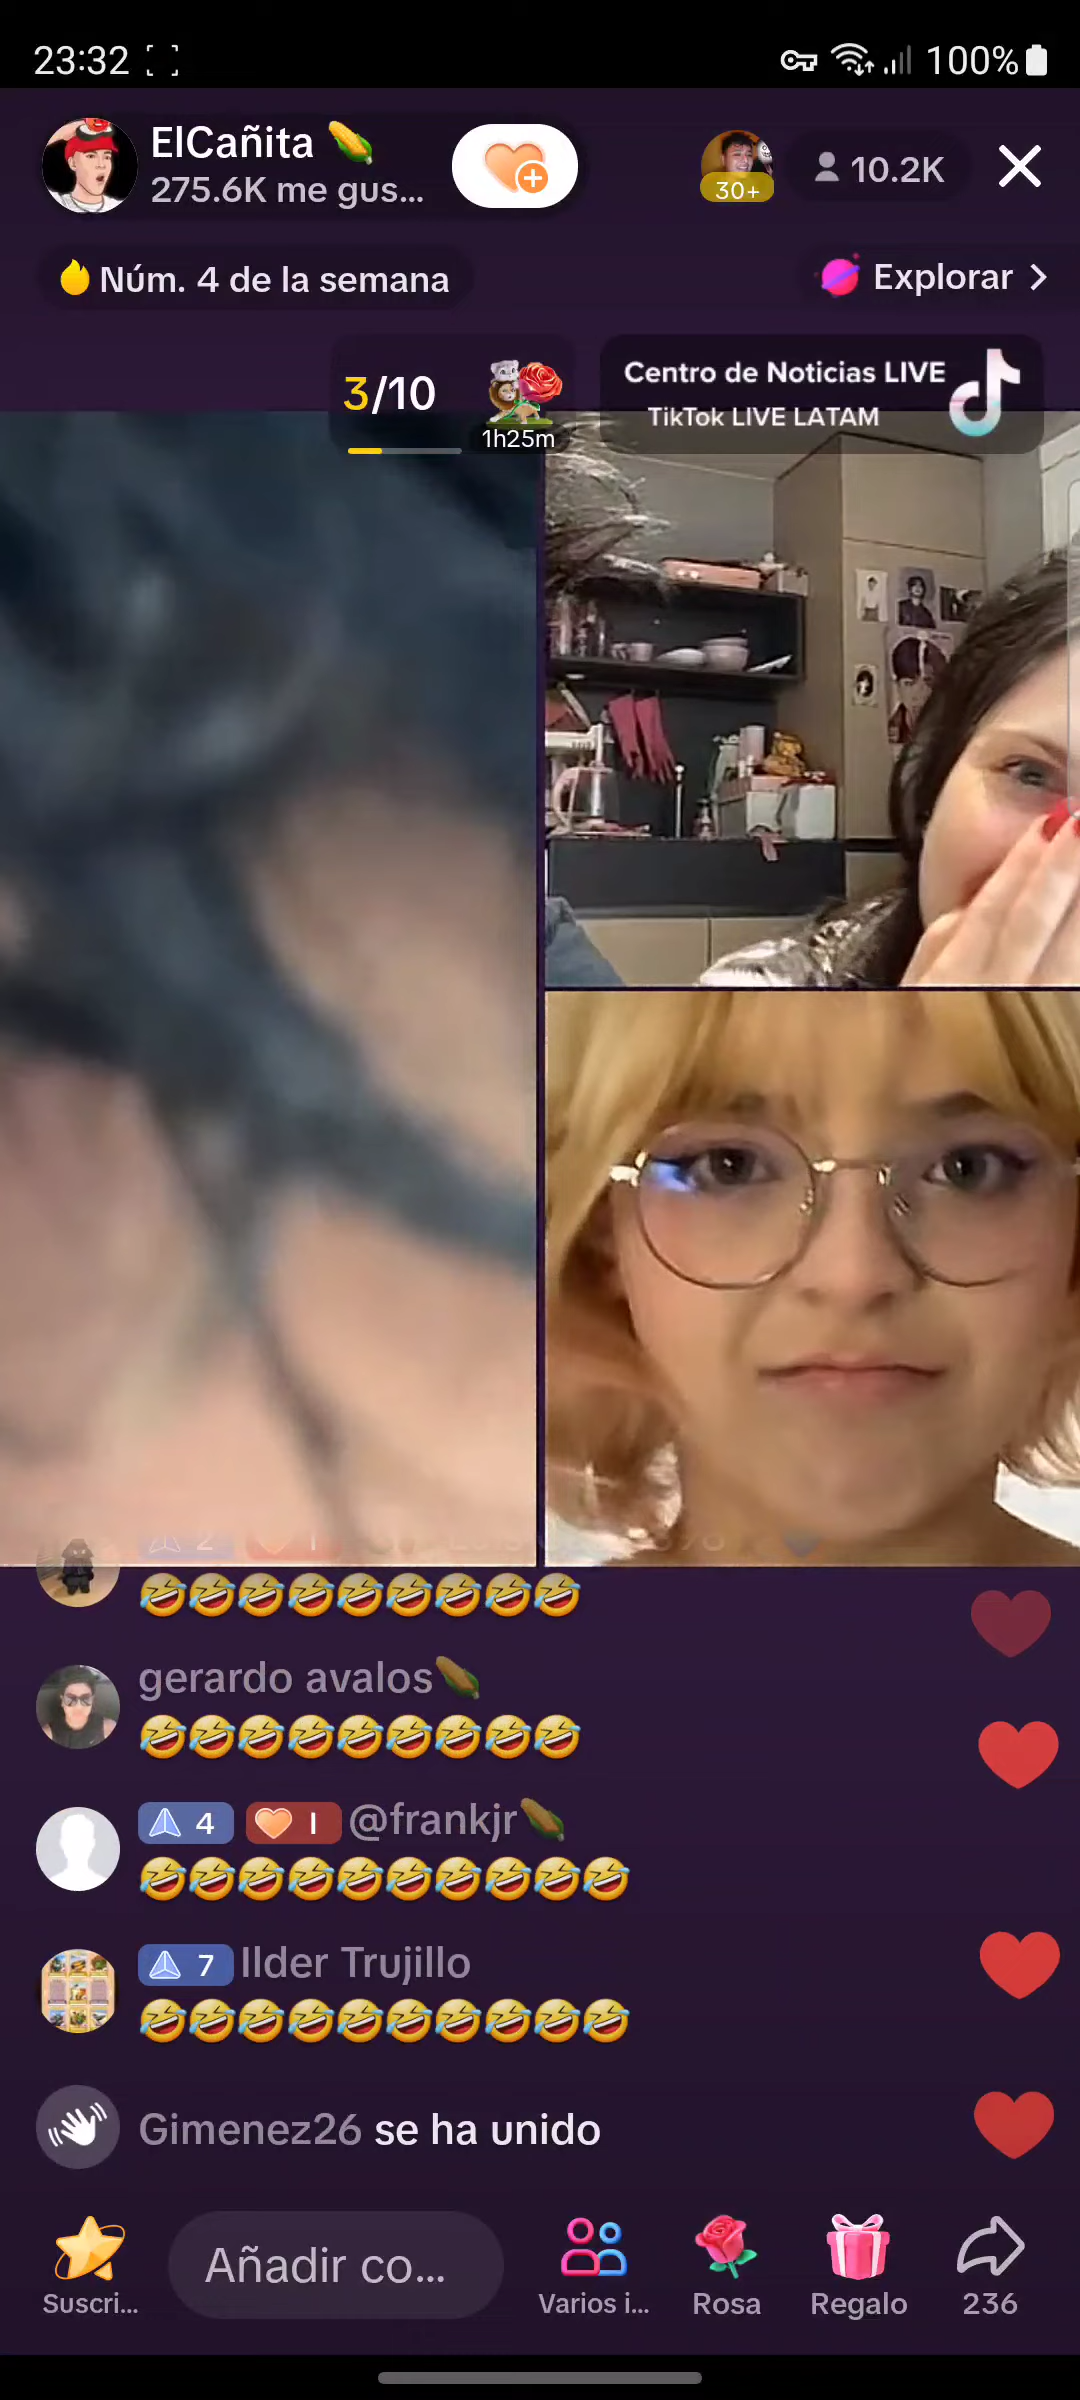 23:32
100%
ElCañita 🌽
275.6K me gus...
30+
10.2K
Núm. 4 de la semana
Explorar >
3/10
1h25m
Centro de Noticias LIVE
TikTok LIVE LATAM
🤣🤣🤣🤣🤣🤣🤣🤣🤣
gerardo avalos🌽
🤣🤣🤣🤣🤣🤣🤣🤣🤣
4 I @frankjr🌽
🤣🤣🤣🤣🤣🤣🤣🤣🤣🤣
7 Ilder Trujillo
🤣🤣🤣🤣🤣🤣🤣🤣🤣🤣
Gimenez26 se ha unido
Suscri...
Añadir co...
Varios i...
Rosa
Regalo
236